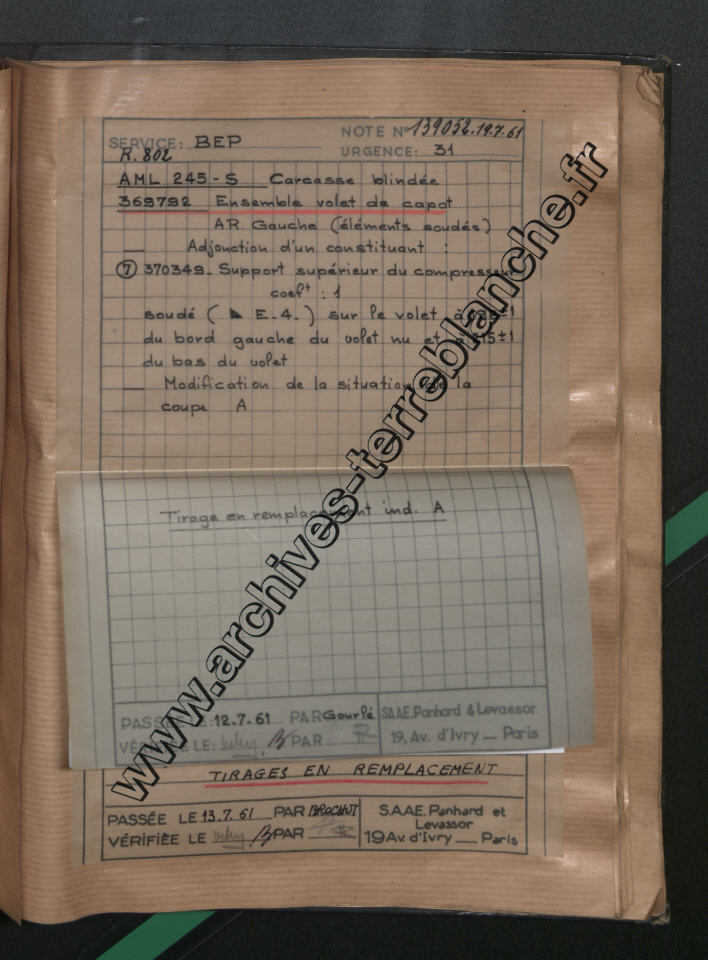 SERVICE: BEP
NOTE N° 139052.19.7.61
R. 802
URGENCE: 31
AML 245-S Carcasse blindée
369792 Ensemble volet de capot
AR. Gauche (éléments soudés)
— Adjonction d'un constituant :
⑦ 370349. Support supérieur du compresseur
coeft : 1
soudé ( E.4. ) sur le volet à ±1
du bord gauche du volet nu et à 15±1
du bas du volet
— Modification de la situation de la
coupe A
Tirage en remplacement ind. A
PASSÉE LE: 12.7.61 PAR Gourlé
VÉRIFIÉE LE: PAR
S.A.A.E. Panhard & Levassor
19, Av. d'Ivry — Paris
TIRAGES EN REMPLACEMENT
PASSÉE LE 13.7.61 PAR BROCHUT
VÉRIFIÉE LE PAR
S.A.A.E. Panhard et
Levassor
19 Av. d'Ivry — Paris
www.archives-terreblanche.fr